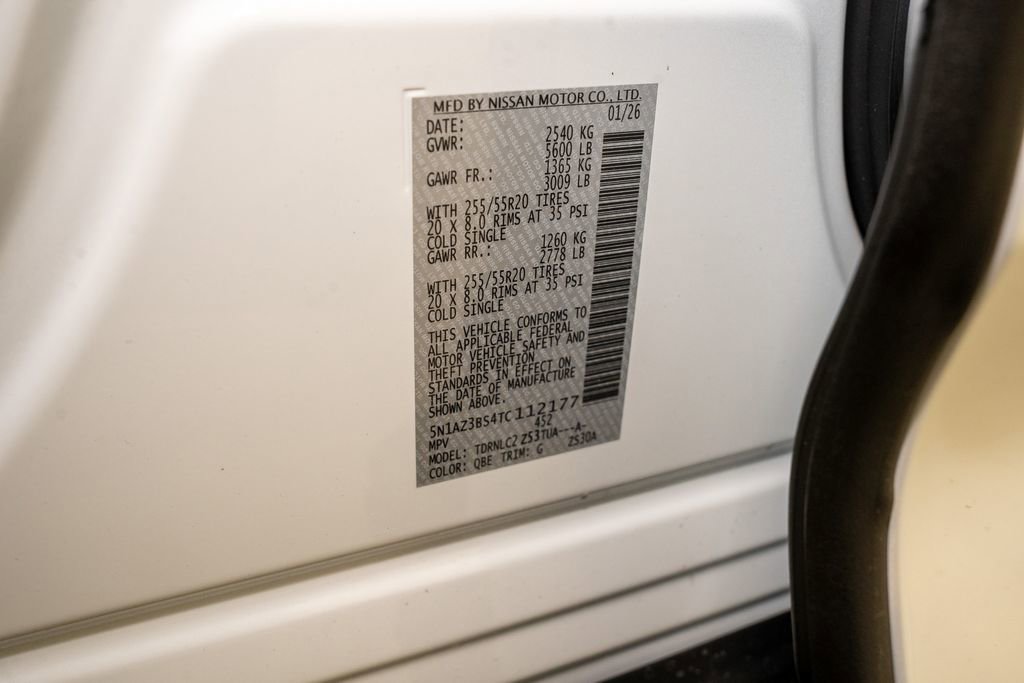 MFD BY NISSAN MOTOR CO., LTD.
DATE: 01/26
GVWR: 2540 KG
5600 LB
GAWR FR.: 1365 KG
3009 LB
WITH 255/55R20 TIRES
20 X 8.0 RIMS AT 35 PSI
COLD SINGLE
GAWR RR.: 1260 KG
2778 LB
WITH 255/55R20 TIRES
20 X 8.0 RIMS AT 35 PSI
COLD SINGLE
THIS VEHICLE CONFORMS TO
ALL APPLICABLE FEDERAL
MOTOR VEHICLE SAFETY AND
THEFT PREVENTION
STANDARDS IN EFFECT ON
THE DATE OF MANUFACTURE
SHOWN ABOVE.
5N1AZ3BS4TC112177
MPV 452
MODEL: TDRNLC2 Z53TUA---A-
COLOR: QBE TRIM: G ZS30A